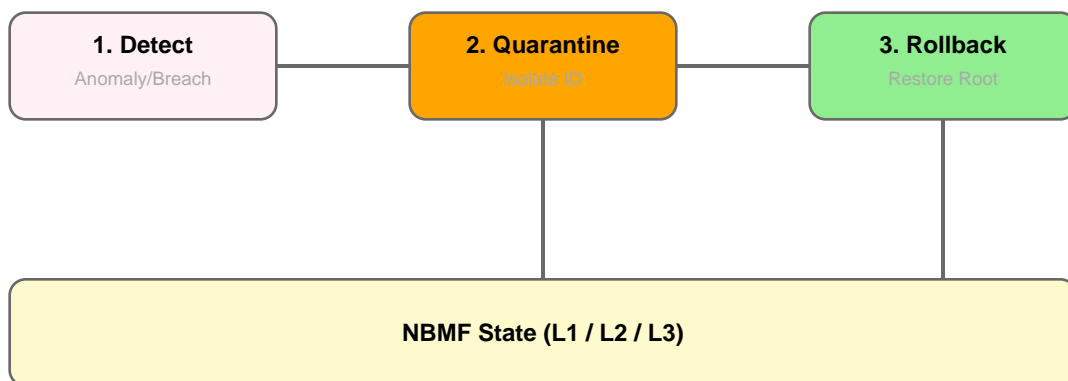 1. Detect
Anomaly/Breach
2. Quarantine
Isolate ID
3. Rollback
Restore Root
NBMF State (L1 / L2 / L3)